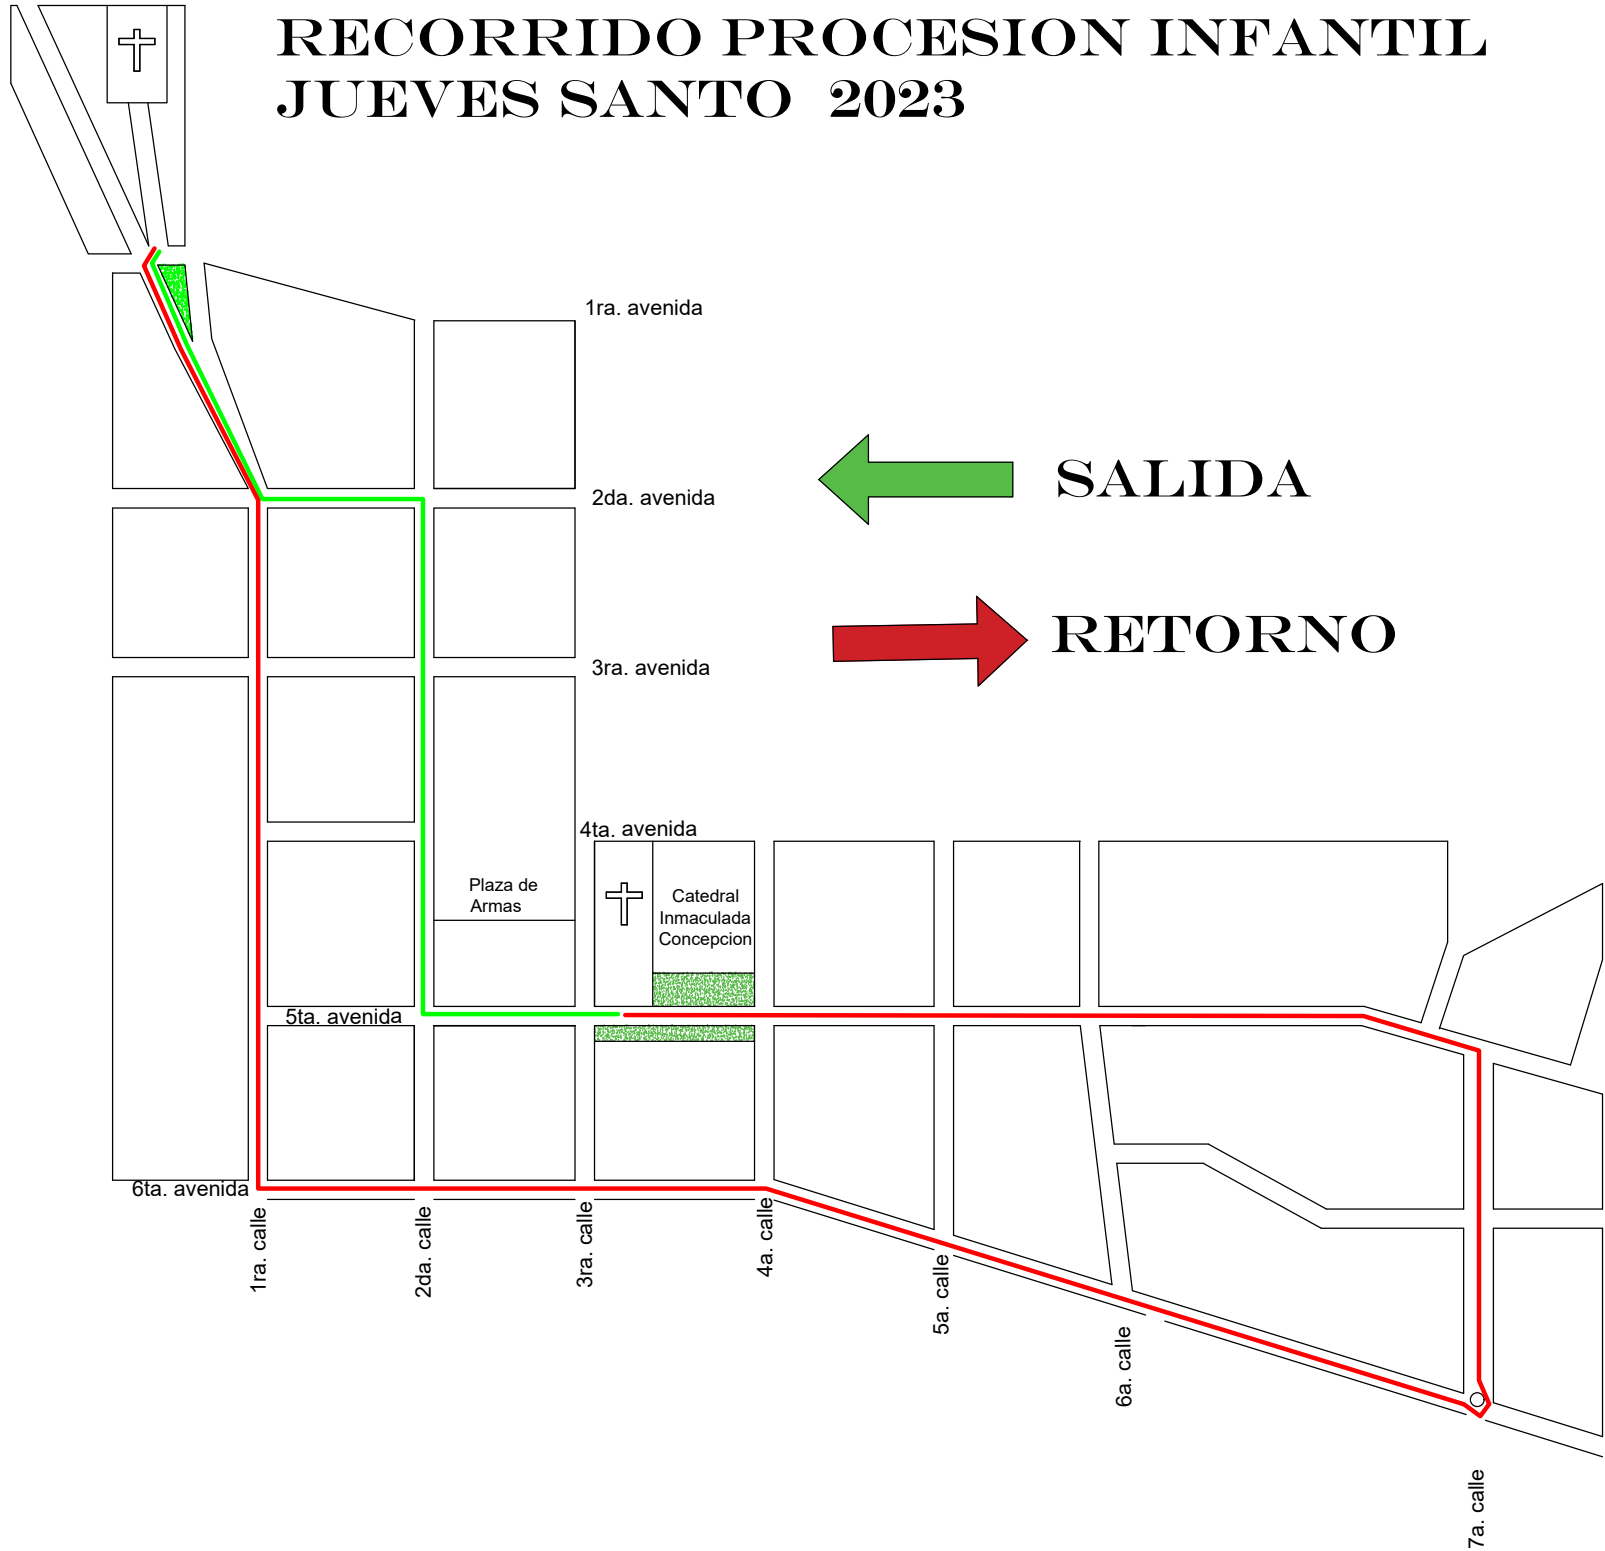 RECORRIDO PROCESION INFANTIL
JUEVES SANTO 2023
1ra. avenida
2da. avenida
SALIDA
RETORNO
3ra. avenida
4ta. avenida
Plaza de
Armas
Catedral
Inmaculada
Concepcion
5ta. avenida
6ta. avenida
1ra. calle
2da. calle
3ra. calle
4a. calle
5a. calle
6a. calle
7a. calle